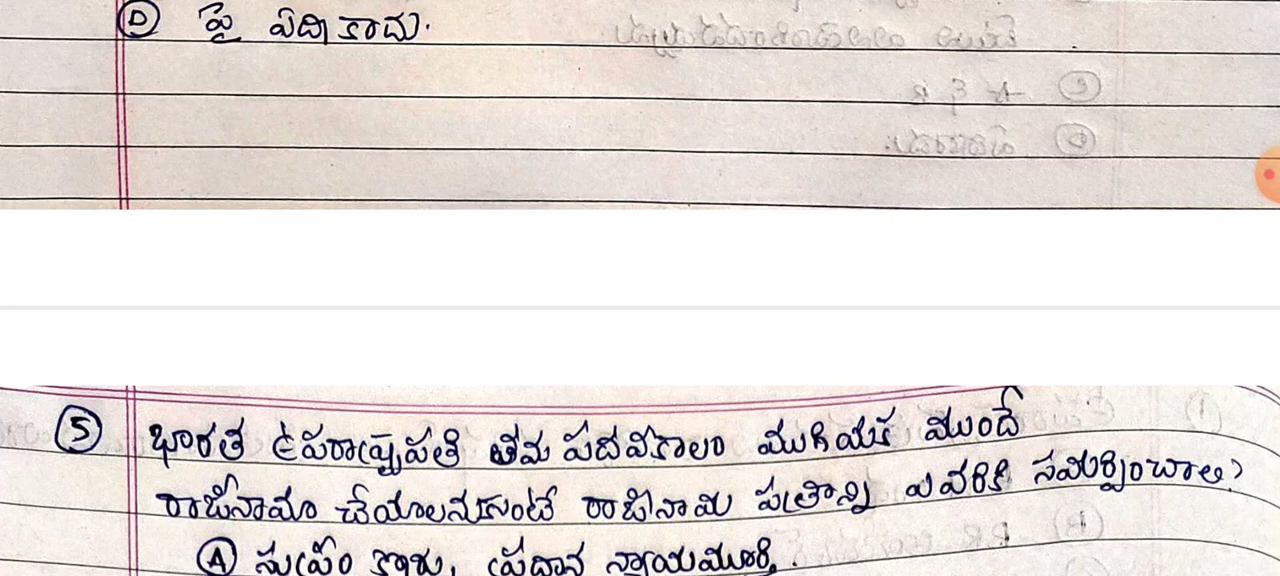 D పై ఏది కాదు.
5 భారత ఉపరాష్ట్రపతి తమ పదవికాలం ముగియక ముందే
రాజీనామా చేయాలనుకుంటే రాజీనామ పత్రాన్ని ఎవరికి సమర్పించాలి?
A సుప్రీం కోర్టు, ప్రధాన న్యాయమూర్తి.